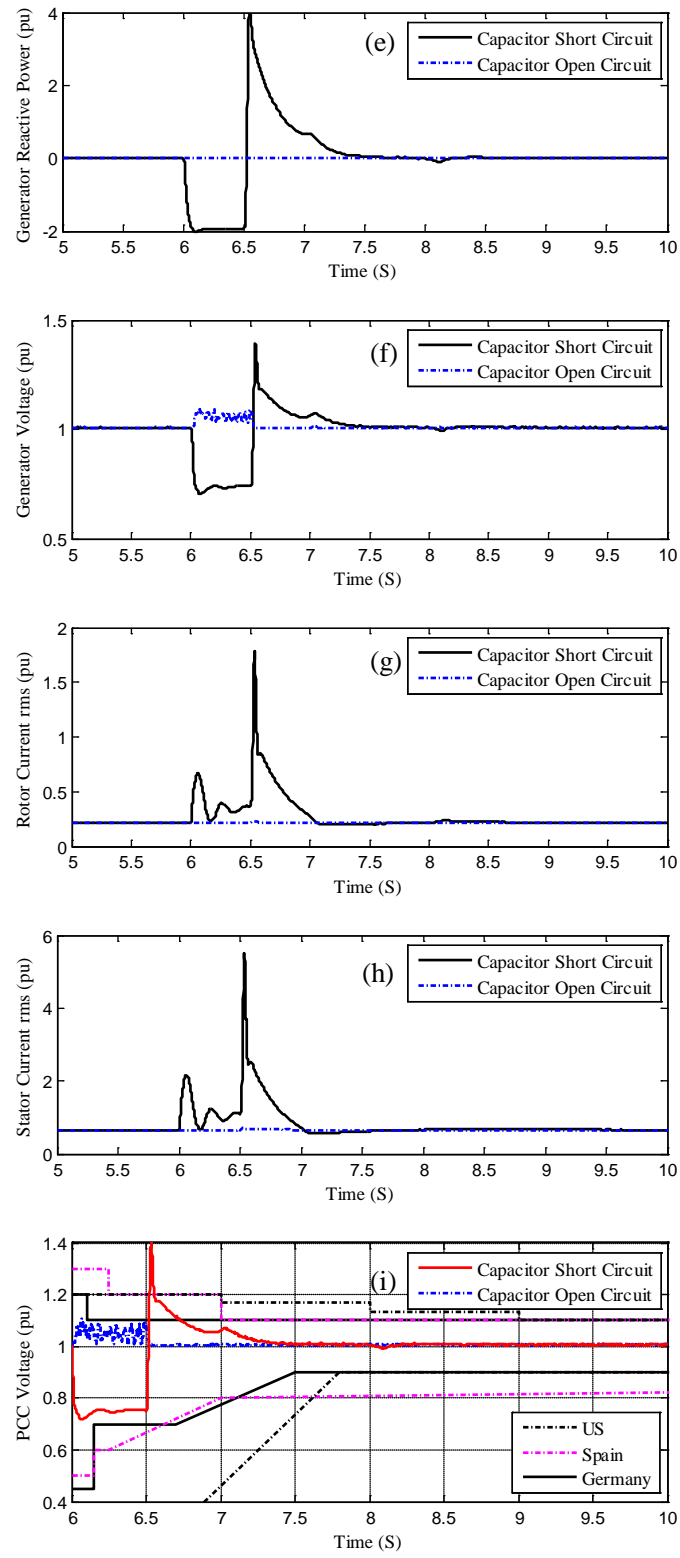 4
2
0
-2
Generator Reactive Power (pu)
(e)
Capacitor Short Circuit
Capacitor Open Circuit
5 5.5 6 6.5 7 7.5 8 8.5 9 9.5 10
Time (S)
1.5
1
0.5
Generator Voltage (pu)
(f)
Capacitor Short Circuit
Capacitor Open Circuit
5 5.5 6 6.5 7 7.5 8 8.5 9 9.5 10
Time (S)
2
1.5
1
0.5
0
Rotor Current rms (pu)
(g)
Capacitor Short Circuit
Capacitor Open Circuit
5 5.5 6 6.5 7 7.5 8 8.5 9 9.5 10
Time (S)
6
4
2
0
Stator Current rms (pu)
(h)
Capacitor Short Circuit
Capacitor Open Circuit
5 5.5 6 6.5 7 7.5 8 8.5 9 9.5 10
Time (S)
1.4
1.2
1
0.8
0.6
0.4
PCC Voltage (pu)
(i)
Capacitor Short Circuit
Capacitor Open Circuit
US
Spain
Germany
6 6.5 7 7.5 8 8.5 9 9.5 10
Time (S)